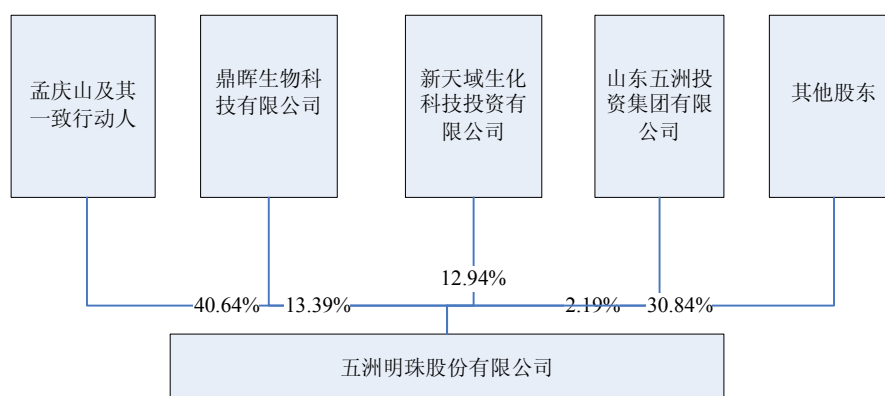 孟庆山及其
一致行动人
鼎晖生物科
技有限公司
新天域生化
科技投资有
限公司
山东五洲投
资集团有限
公司
其他股东
12.94%
40.64%
13.39%
2.19%
30.84%
五洲明珠股份有限公司